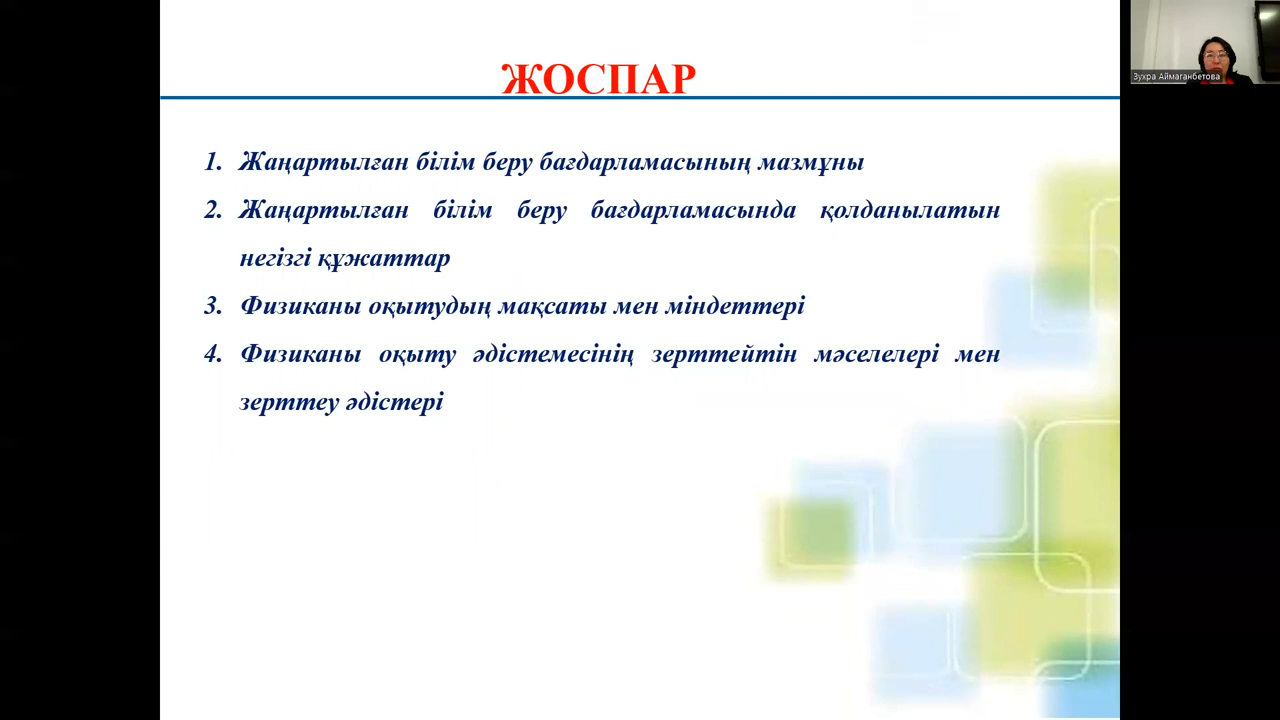 ЖОСПАР
1. Жаңартылған білім беру бағдарламасының мазмұны
2. Жаңартылған білім беру бағдарламасында қолданылатын
негізгі құжаттар
3. Физиканы оқытудың мақсаты мен міндеттері
4. Физиканы оқыту әдістемесінің зерттейтін мәселелері мен
зерттеу әдістері
Зухра Аймаганбетова